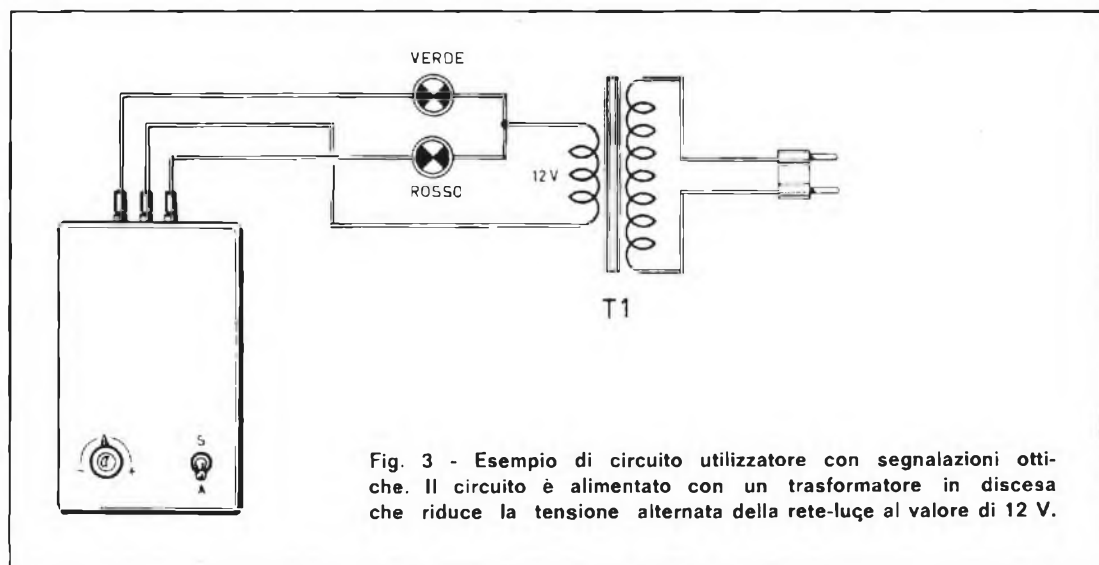 VERDE
ROSSO
12 V
T1
- +
S
A
Fig. 3 - Esempio di circuito utilizzatore con segnalazioni otti-
che. Il circuito è alimentato con un trasformatore in discesa
che riduce la tensione alternata della rete-luce al valore di 12 V.